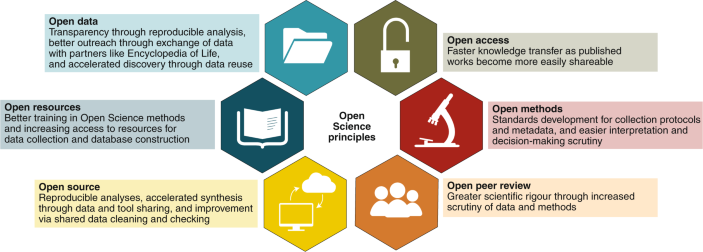 Open data
Transparency through reproducible analysis,
better outreach through exchange of data
with partners like Encyclopedia of Life,
and accelerated discovery through data reuse
Open access
Faster knowledge transfer as published
works become more easily shareable
Open resources
Better training in Open Science methods
and increasing access to resources for
data collection and database construction
Open
Science
principles
Open methods
Standards development for collection protocols
and metadata, and easier interpretation and
decision-making scrutiny
Open source
Reproducible analyses, accelerated synthesis
through data and tool sharing, and improvement
via shared data cleaning and checking
Open peer review
Greater scientific rigour through increased
scrutiny of data and methods